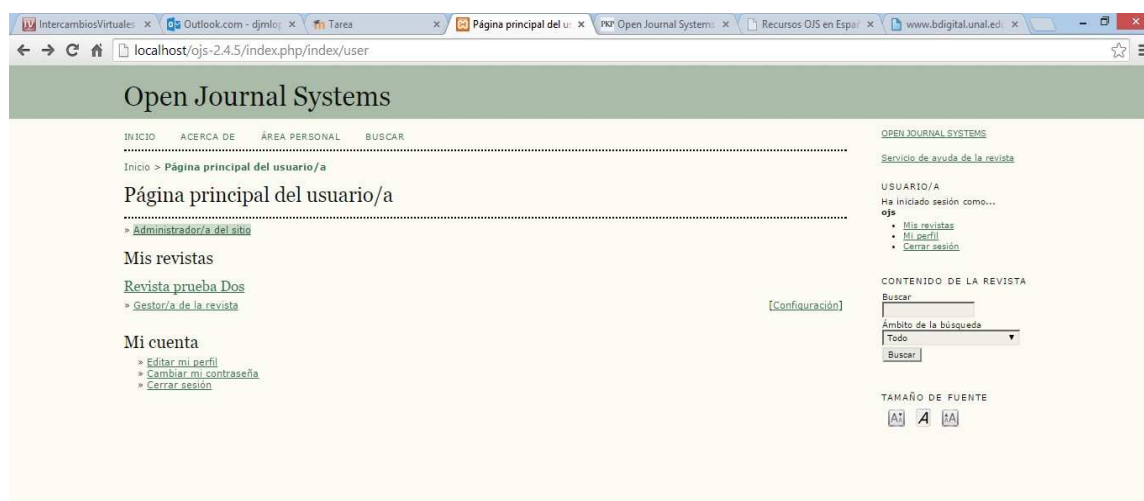 IntercambiosVirtuales
Outlook.com - djmlop
Tarea
Página principal del u
PKP Open Journal Systems
Recursos OJS en Españ
www.bdigital.unal.edu
localhost/ojs-2.4.5/index.php/index/user
Open Journal Systems
INICIO ACERCA DE ÁREA PERSONAL BUSCAR
Inicio > Página principal del usuario/a
Página principal del usuario/a
» Administrador/a del sitio
Mis revistas
Revista prueba Dos
» Gestor/a de la revista [Configuración]
Mi cuenta
» Editar mi perfil
» Cambiar mi contraseña
» Cerrar sesión
OPEN JOURNAL SYSTEMS
Servicio de ayuda de la revista
USUARIO/A
Ha iniciado sesión como...
ojs
Mis revistas
Mi perfil
Cerrar sesión
CONTENIDO DE LA REVISTA
Buscar
Ámbito de la búsqueda
Todo
Buscar
TAMAÑO DE FUENTE